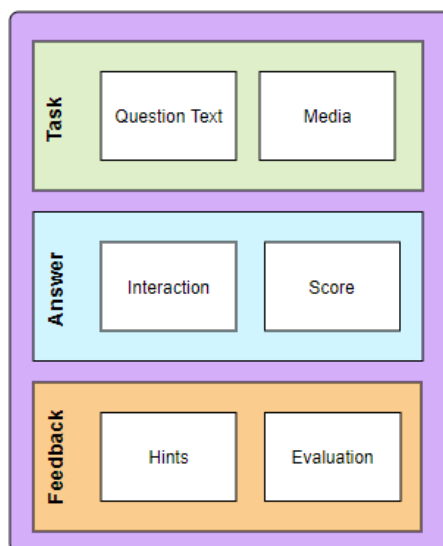 Task
Question Text
Media
Answer
Interaction
Score
Feedback
Hints
Evaluation